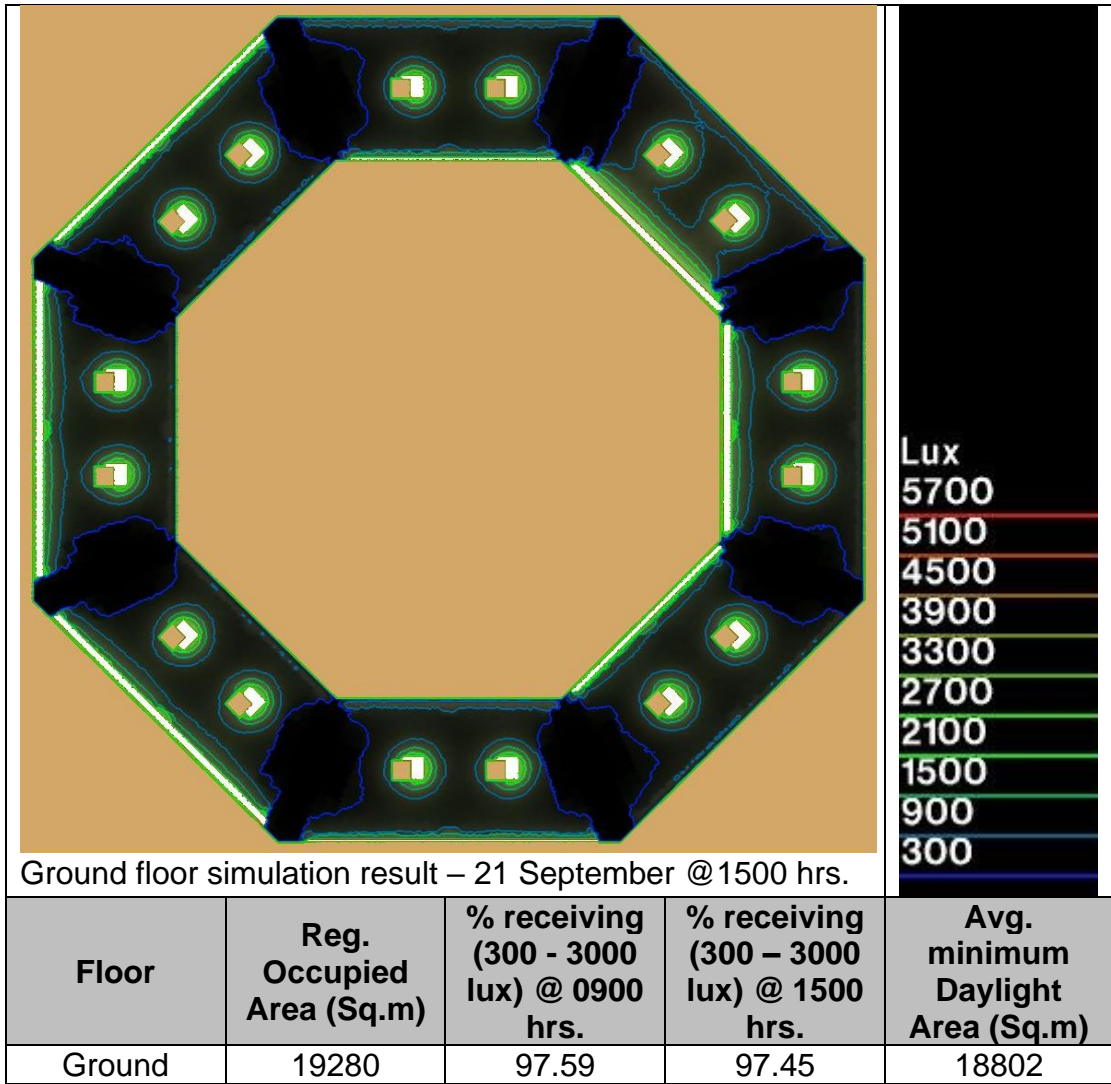 Lux
5700
5100
4500
3900
3300
2700
2100
1500
900
300
Ground floor simulation result – 21 September @1500 hrs.
Floor
Reg.
Occupied
Area (Sq.m)
% receiving
(300 - 3000
lux) @ 0900
hrs.
% receiving
(300 – 3000
lux) @ 1500
hrs.
Avg.
minimum
Daylight
Area (Sq.m)
Ground 19280 97.59 97.45 18802